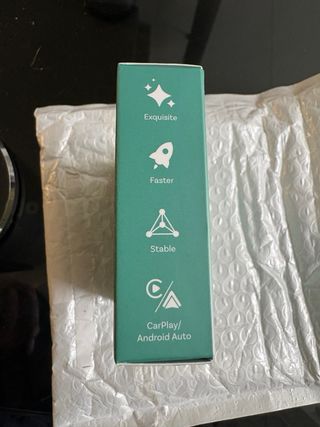 Exquisite
Faster
Stable
CarPlay/
Android Auto